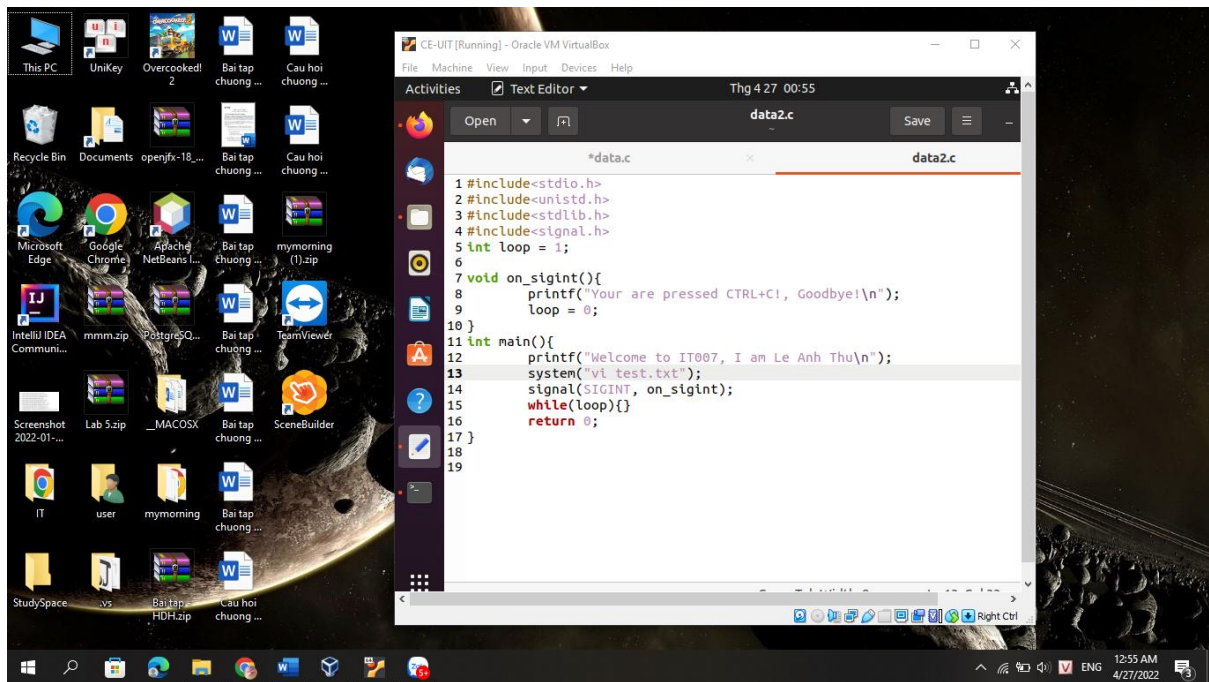 This PC
UniKey
Overcooked! 2
Bai tap chuong ...
Cau hoi chuong ...
Recycle Bin
Documents
openjfx-18_...
Bai tap chuong ...
Cau hoi chuong ...
Microsoft Edge
Google Chrome
Apache NetBeans I...
Bai tap chuong ...
mymorning (1).zip
IntelliJ IDEA Communi...
mmm.zip
PostgreSQ...
Bai tap chuong ...
TeamViewer
Screenshot 2022-01-...
Lab 5.zip
__MACOSX
Bai tap chuong ...
SceneBuilder
IT
user
mymorning
Bai tap chuong ...
StudySpace
.vs
Bai tap - HDH.zip
Cau hoi chuong ...
CE-UIT [Running] - Oracle VM VirtualBox
File Machine View Input Devices Help
Activities Text Editor Thg 4 27 00:55
Open data2.c Save
~
*data.c data2.c
1 #include<stdio.h>
2 #include<unistd.h>
3 #include<stdlib.h>
4 #include<signal.h>
5 int loop = 1;
6
7 void on_sigint(){
8 printf("Your are pressed CTRL+C!, Goodbye!\n");
9 loop = 0;
10 }
11 int main(){
12 printf("Welcome to IT007, I am Le Anh Thu\n");
13 system("vi test.txt");
14 signal(SIGINT, on_sigint);
15 while(loop){}
16 return 0;
17 }
18
19
Right Ctrl
ENG 12:55 AM
4/27/2022
3